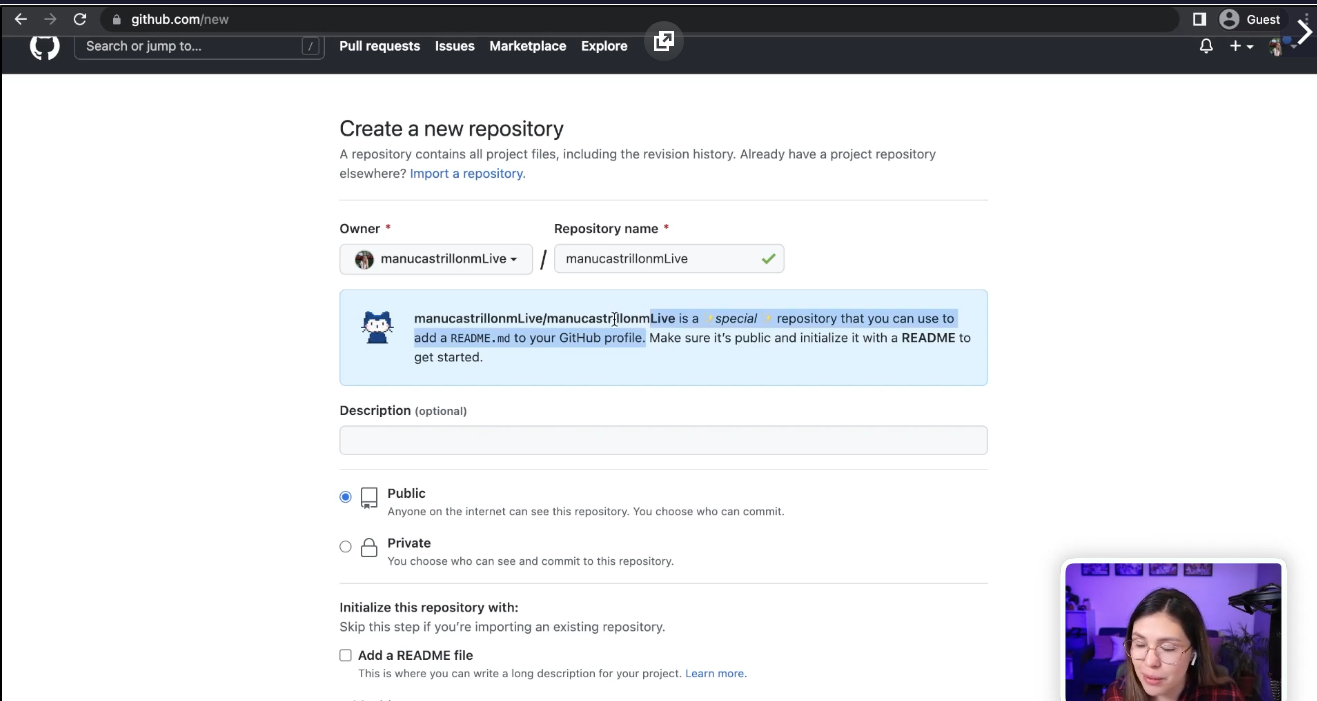 github.com/new
Guest
Search or jump to... /
Pull requests Issues Marketplace Explore
Create a new repository
A repository contains all project files, including the revision history. Already have a project repository
elsewhere? Import a repository.
Owner * Repository name *
manucastrillonmLive / manucastrillonmLive
manucastrillonmLive/manucastrillonmLive is a ✨special✨ repository that you can use to
add a README.md to your GitHub profile. Make sure it's public and initialize it with a README to
get started.
Description (optional)
Public
Anyone on the internet can see this repository. You choose who can commit.
Private
You choose who can see and commit to this repository.
Initialize this repository with:
Skip this step if you're importing an existing repository.
Add a README file
This is where you can write a long description for your project. Learn more.